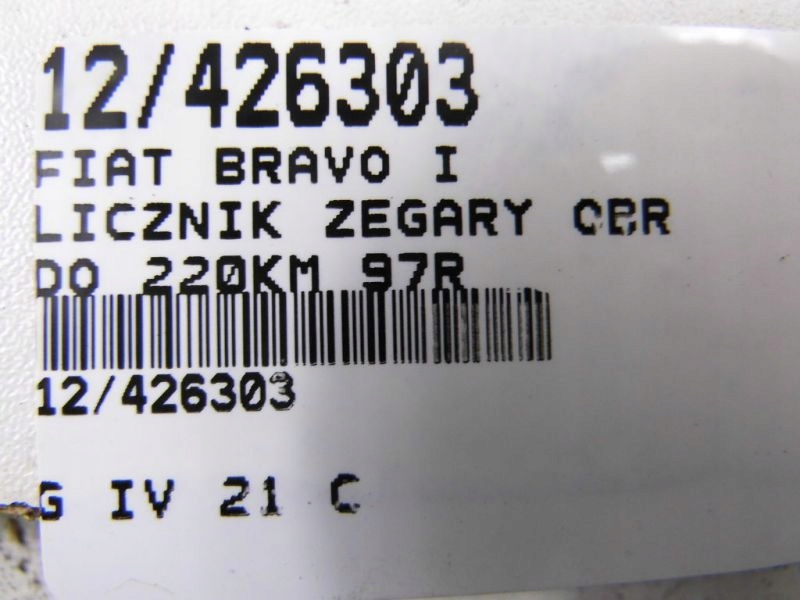 12/426303
FIAT BRAVO I
LICZNIK ZEGARY OBR
DO 220KM 97R
12/426303
G IV 21 C